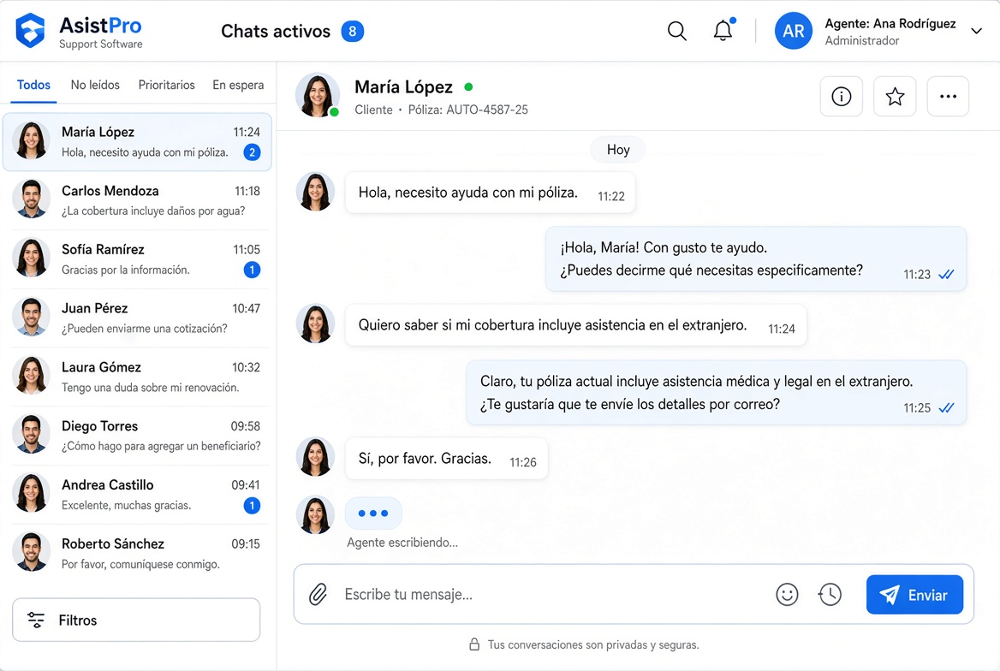 AsistPro
Support Software
Chats activos 8
AR
Agente: Ana Rodríguez
Administrador
Todos No leídos Prioritarios En espera
María López 11:24
Hola, necesito ayuda con mi póliza. 2
Carlos Mendoza 11:18
¿La cobertura incluye daños por agua?
Sofía Ramírez 11:05
Gracias por la información. 1
Juan Pérez 10:47
¿Pueden enviarme una cotización?
Laura Gómez 10:32
Tengo una duda sobre mi renovación.
Diego Torres 09:58
¿Cómo hago para agregar un beneficiario?
Andrea Castillo 09:41
Excelente, muchas gracias. 1
Roberto Sánchez 09:15
Por favor, comuníquese conmigo.
Filtros
María López
Cliente • Póliza: AUTO-4587-25
Hoy
Hola, necesito ayuda con mi póliza. 11:22
¡Hola, María! Con gusto te ayudo.
¿Puedes decirme qué necesitas especificamente? 11:23
Quiero saber si mi cobertura incluye asistencia en el extranjero. 11:24
Claro, tu póliza actual incluye asistencia médica y legal en el extranjero.
¿Te gustaría que te envíe los detalles por correo? 11:25
Sí, por favor. Gracias. 11:26
Agente escribiendo...
Escribe tu mensaje...
Enviar
Tus conversaciones son privadas y seguras.